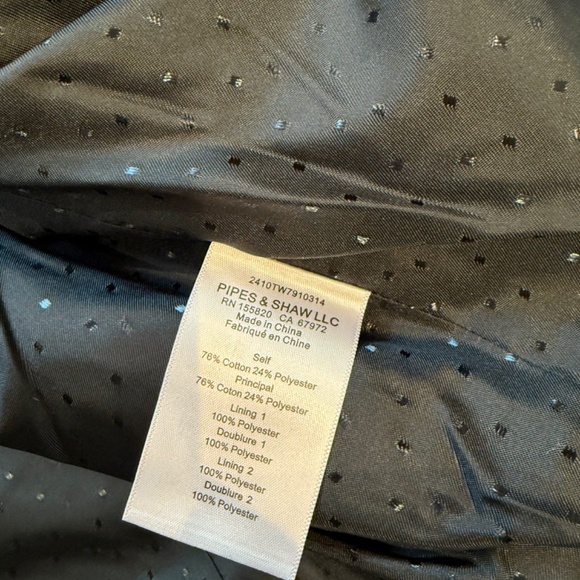 2410TW7910314
PIPES & SHAW LLC
RN 155820 CA 67972
Made in China
Fabriqué en Chine
Self
76% Cotton 24% Polyester
Principal
76% Cotton 24% Polyester
Lining 1
100% Polyester
Doublure 1
100% Polyester
Lining 2
100% Polyester
Doublure 2
100% Polyester